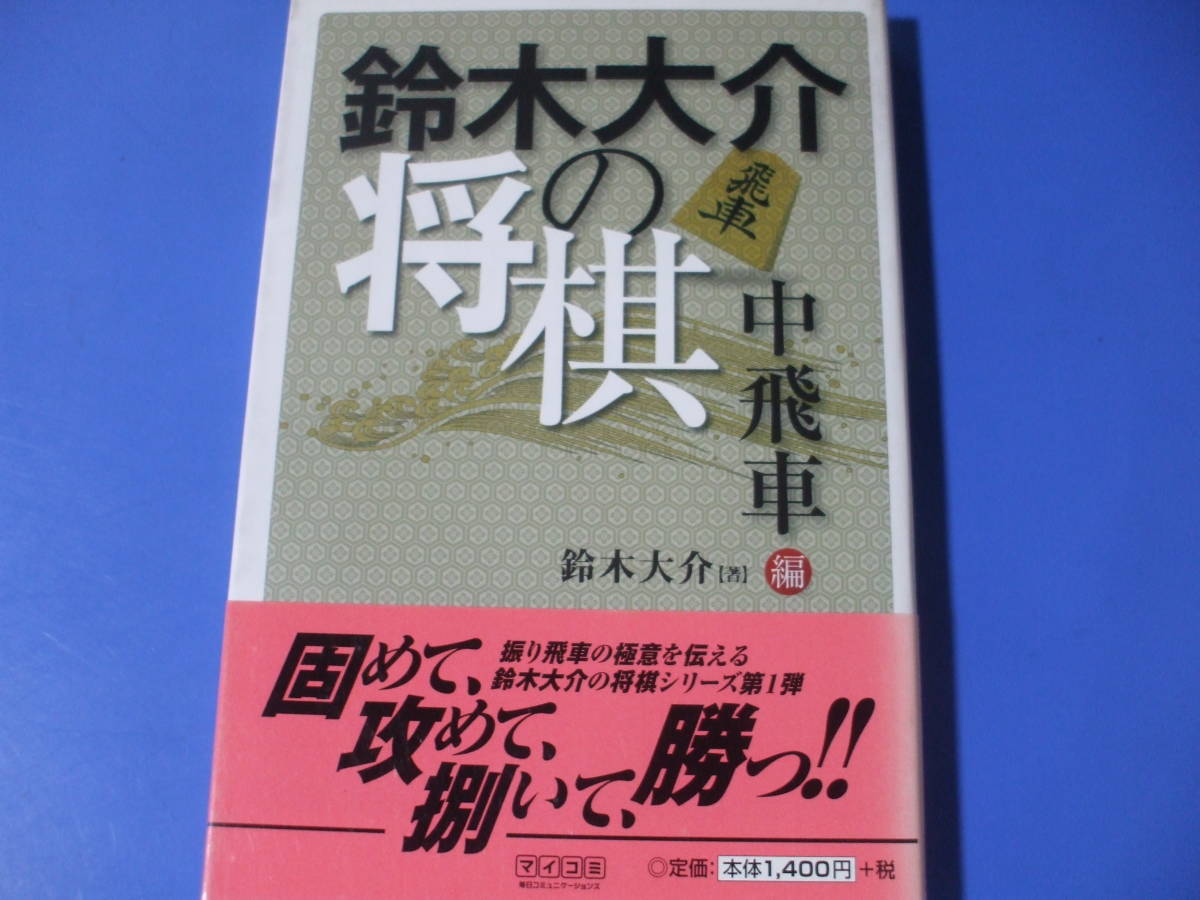 鈴木大介
の
将棋
飛車
中飛車
編
鈴木大介[著]
振り飛車の極意を伝える
鈴木大介の将棋シリーズ第1弾
固めて、
攻めて、
捌いて、
勝つ!!
マイコミ
毎日コミュニケーションズ
◎定価:本体1,400円+税